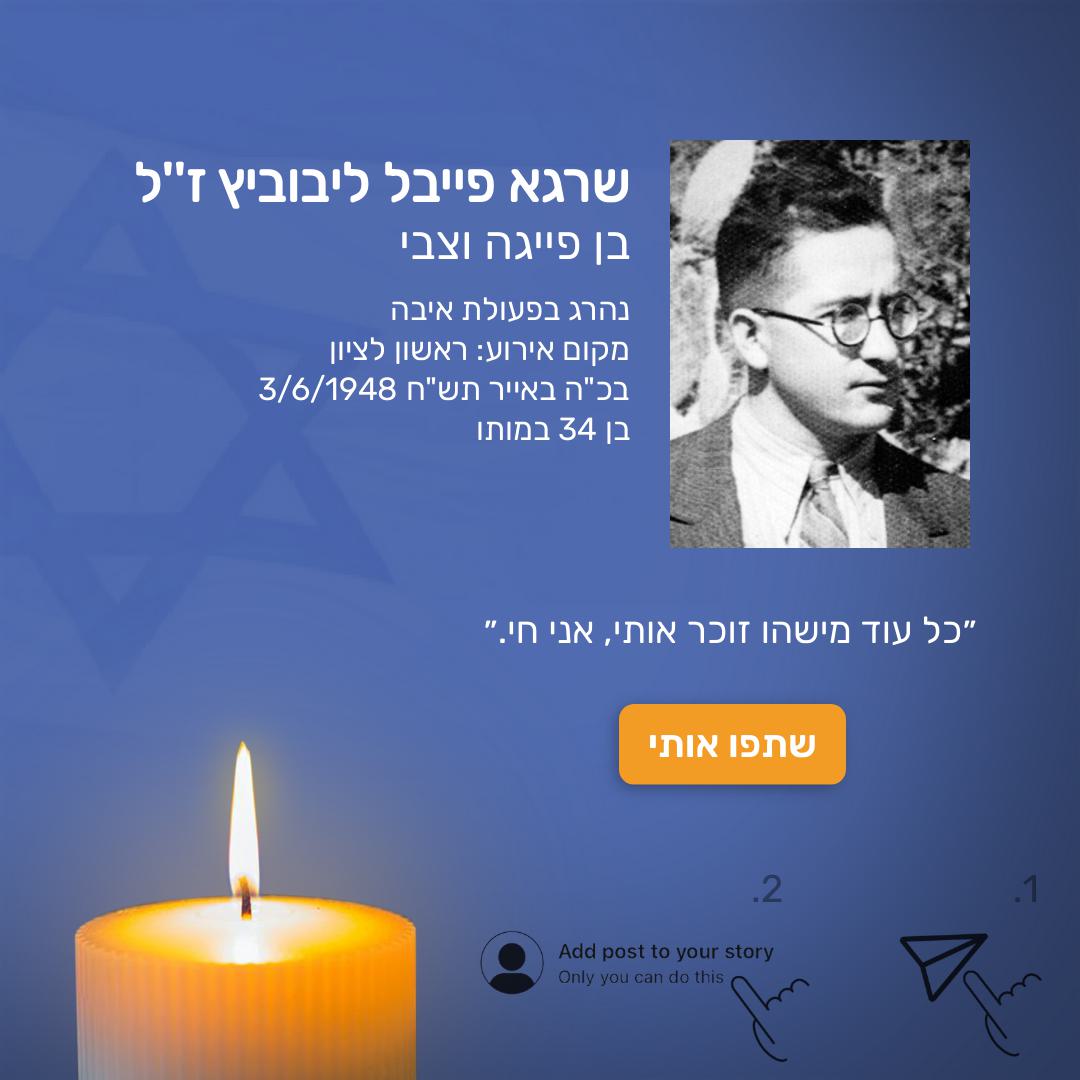 שרגא פייבל ליבוביץ ז"ל
בן פייגה וצבי
נהרג בפעולת איבה
מקום אירוע: ראשון לציון
בכ"ה באייר תש"ח 3/6/1948
בן 34 במותו
״כל עוד מישהו זוכר אותי, אני חי.״
שתפו אותי
1.
2.
Add post to your story
Only you can do this